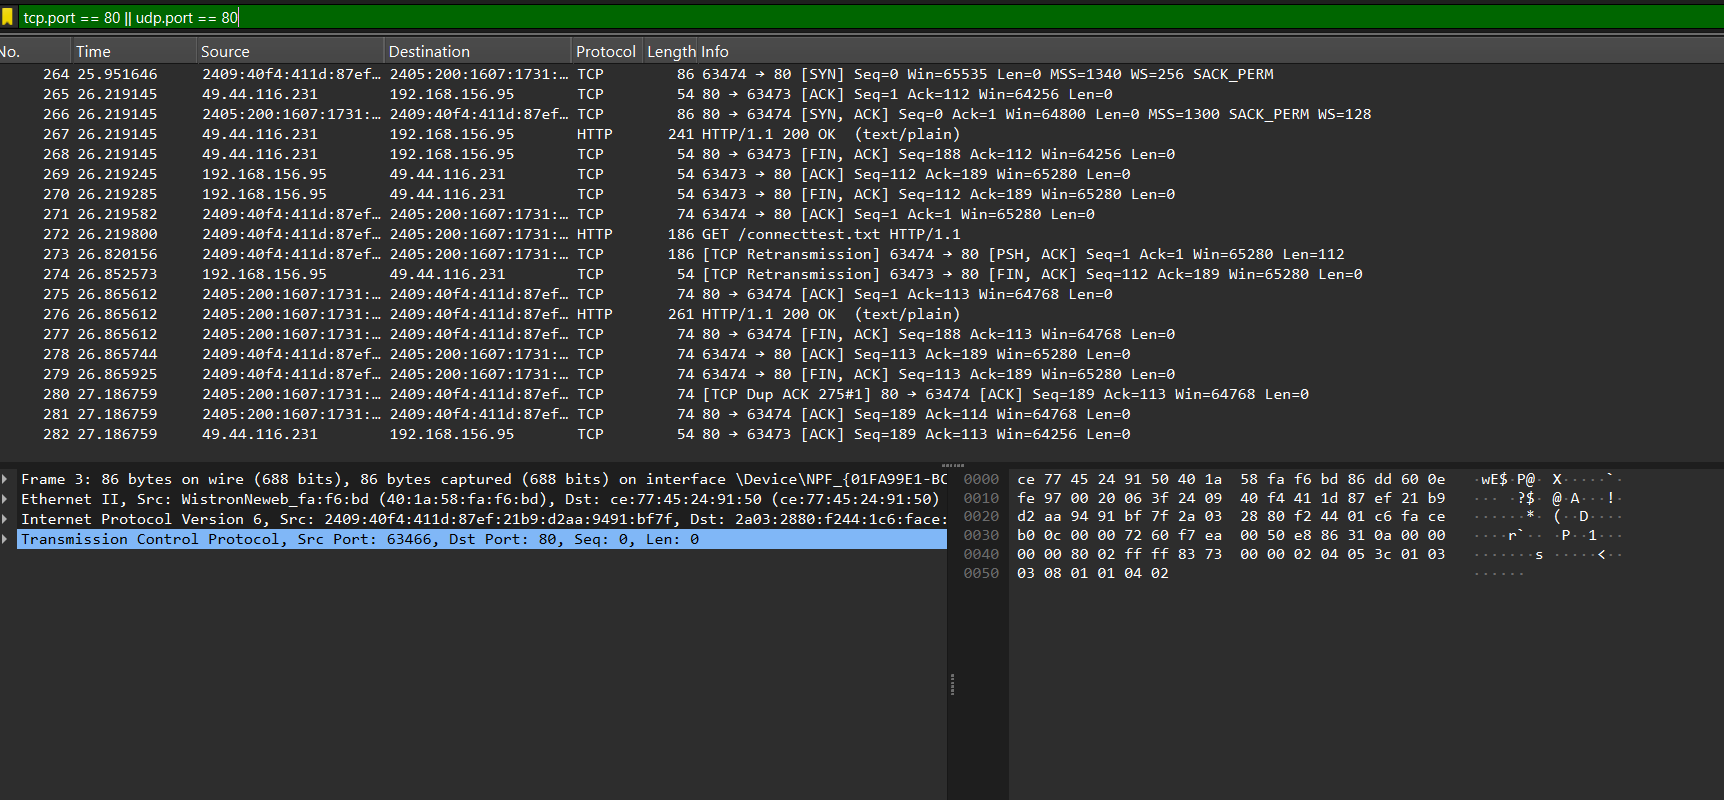 tcp.port == 80 || udp.port == 80
No. Time Source Destination Protocol Length Info
264 25.951646 2409:40f4:411d:87ef… 2405:200:1607:1731:… TCP 86 63474 → 80 [SYN] Seq=0 Win=65535 Len=0 MSS=1340 WS=256 SACK_PERM
265 26.219145 49.44.116.231 192.168.156.95 TCP 54 80 → 63473 [ACK] Seq=1 Ack=112 Win=64256 Len=0
266 26.219145 2405:200:1607:1731:… 2409:40f4:411d:87ef… TCP 86 80 → 63474 [SYN, ACK] Seq=0 Ack=1 Win=64800 Len=0 MSS=1300 SACK_PERM WS=128
267 26.219145 49.44.116.231 192.168.156.95 HTTP 241 HTTP/1.1 200 OK  (text/plain)
268 26.219145 49.44.116.231 192.168.156.95 TCP 54 80 → 63473 [FIN, ACK] Seq=188 Ack=112 Win=64256 Len=0
269 26.219245 192.168.156.95 49.44.116.231 TCP 54 63473 → 80 [ACK] Seq=112 Ack=189 Win=65280 Len=0
270 26.219285 192.168.156.95 49.44.116.231 TCP 54 63473 → 80 [FIN, ACK] Seq=112 Ack=189 Win=65280 Len=0
271 26.219582 2409:40f4:411d:87ef… 2405:200:1607:1731:… TCP 74 63474 → 80 [ACK] Seq=1 Ack=1 Win=65280 Len=0
272 26.219800 2409:40f4:411d:87ef… 2405:200:1607:1731:… HTTP 186 GET /connecttest.txt HTTP/1.1
273 26.820156 2409:40f4:411d:87ef… 2405:200:1607:1731:… TCP 186 [TCP Retransmission] 63474 → 80 [PSH, ACK] Seq=1 Ack=1 Win=65280 Len=112
274 26.852573 192.168.156.95 49.44.116.231 TCP 54 [TCP Retransmission] 63473 → 80 [FIN, ACK] Seq=112 Ack=189 Win=65280 Len=0
275 26.865612 2405:200:1607:1731:… 2409:40f4:411d:87ef… TCP 74 80 → 63474 [ACK] Seq=1 Ack=113 Win=64768 Len=0
276 26.865612 2405:200:1607:1731:… 2409:40f4:411d:87ef… HTTP 261 HTTP/1.1 200 OK  (text/plain)
277 26.865612 2405:200:1607:1731:… 2409:40f4:411d:87ef… TCP 74 80 → 63474 [FIN, ACK] Seq=188 Ack=113 Win=64768 Len=0
278 26.865744 2409:40f4:411d:87ef… 2405:200:1607:1731:… TCP 74 63474 → 80 [ACK] Seq=113 Ack=189 Win=65280 Len=0
279 26.865925 2409:40f4:411d:87ef… 2405:200:1607:1731:… TCP 74 63474 → 80 [FIN, ACK] Seq=113 Ack=189 Win=65280 Len=0
280 27.186759 2405:200:1607:1731:… 2409:40f4:411d:87ef… TCP 74 [TCP Dup ACK 275#1] 80 → 63474 [ACK] Seq=189 Ack=113 Win=64768 Len=0
281 27.186759 2405:200:1607:1731:… 2409:40f4:411d:87ef… TCP 74 80 → 63474 [ACK] Seq=189 Ack=114 Win=64768 Len=0
282 27.186759 49.44.116.231 192.168.156.95 TCP 54 80 → 63473 [ACK] Seq=189 Ack=113 Win=64256 Len=0
Frame 3: 86 bytes on wire (688 bits), 86 bytes captured (688 bits) on interface \Device\NPF_{01FA99E1-BC
Ethernet II, Src: WistronNeweb_fa:f6:bd (40:1a:58:fa:f6:bd), Dst: ce:77:45:24:91:50 (ce:77:45:24:91:50)
Internet Protocol Version 6, Src: 2409:40f4:411d:87ef:21b9:d2aa:9491:bf7f, Dst: 2a03:2880:f244:1c6:face:
Transmission Control Protocol, Src Port: 63466, Dst Port: 80, Seq: 0, Len: 0
0000 ce 77 45 24 91 50 40 1a 58 fa f6 bd 86 dd 60 0e ·wE$·P@· X·····`·
0010 fe 97 00 20 06 3f 24 09 40 f4 41 1d 87 ef 21 b9 ··· ·?$· @·A···!·
0020 d2 aa 94 91 bf 7f 2a 03 28 80 f2 44 01 c6 fa ce ······*· (··D····
0030 b0 0c 00 00 72 60 f7 ea 00 50 e8 86 31 0a 00 00 ····r`·· ·P··1···
0040 00 00 80 02 ff ff 83 73 00 00 02 04 05 3c 01 03 ·······s ·····<··
0050 03 08 01 01 04 02 ······